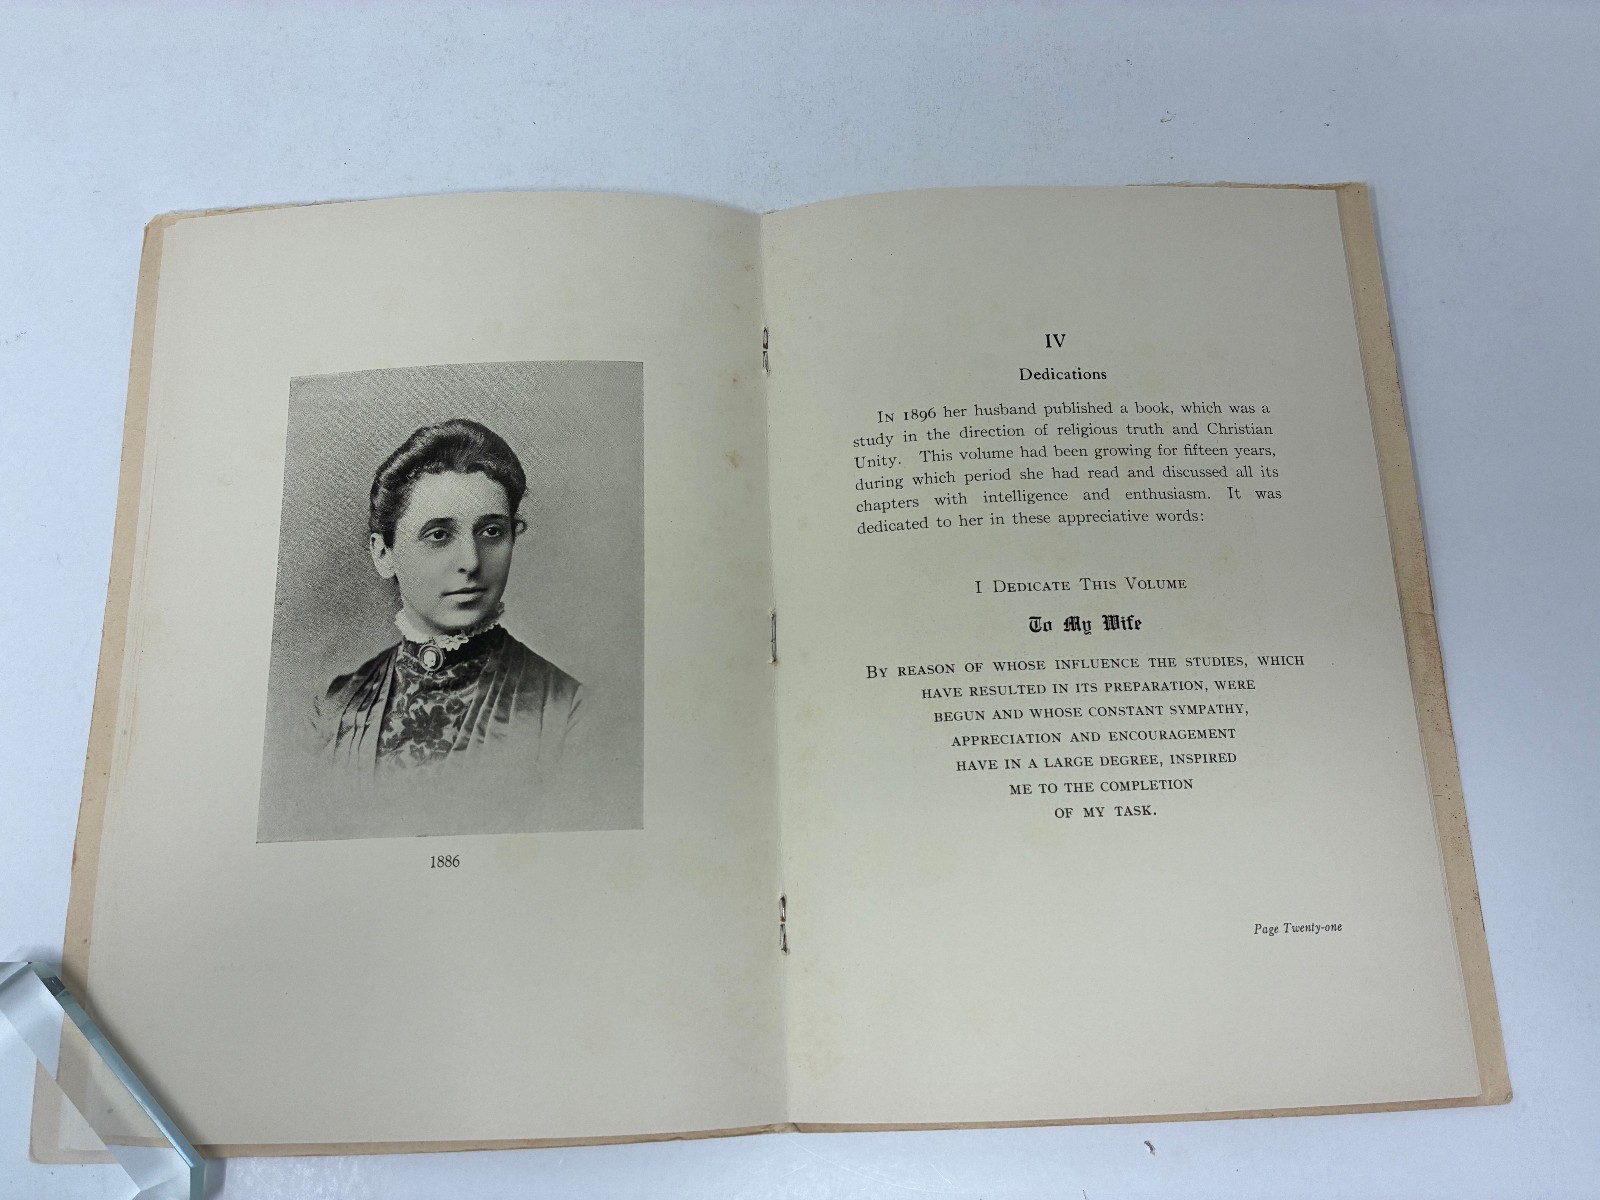 1886
IV
Dedications
In 1896 her husband published a book, which was a
study in the direction of religious truth and Christian
Unity. This volume had been growing for fifteen years,
during which period she had read and discussed all its
chapters with intelligence and enthusiasm. It was
dedicated to her in these appreciative words:
I Dedicate This Volume
To My Wife
By reason of whose influence the studies, which
have resulted in its preparation, were
begun and whose constant sympathy,
appreciation and encouragement
have in a large degree, inspired
me to the completion
of my task.
Page Twenty-one